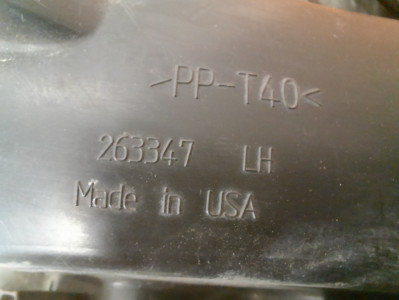 >PP-T40<
263347 LH
Made in USA